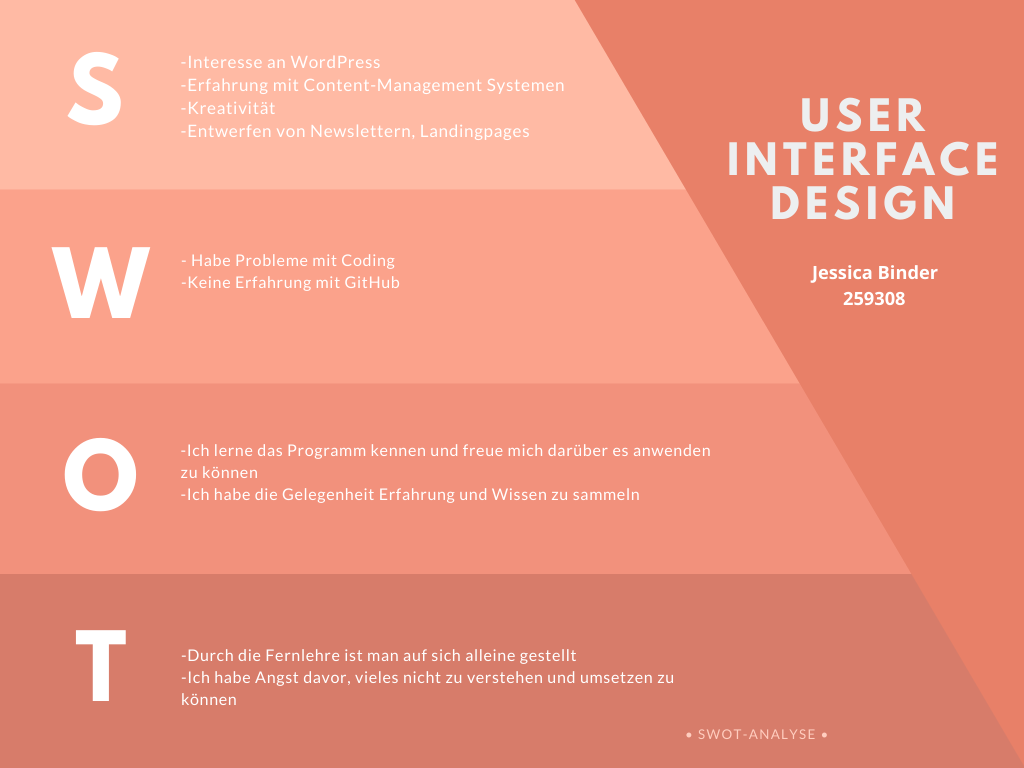 S
-Interesse an WordPress
-Erfahrung mit Content-Management Systemen
-Kreativität
-Entwerfen von Newslettern, Landingpages
USER
INTERFACE
DESIGN
Jessica Binder
259308
W
- Habe Probleme mit Coding
-Keine Erfahrung mit GitHub
O
-Ich lerne das Programm kennen und freue mich darüber es anwenden
zu können
-Ich habe die Gelegenheit Erfahrung und Wissen zu sammeln
T
-Durch die Fernlehre ist man auf sich alleine gestellt
-Ich habe Angst davor, vieles nicht zu verstehen und umsetzen zu
können
• SWOT-ANALYSE •